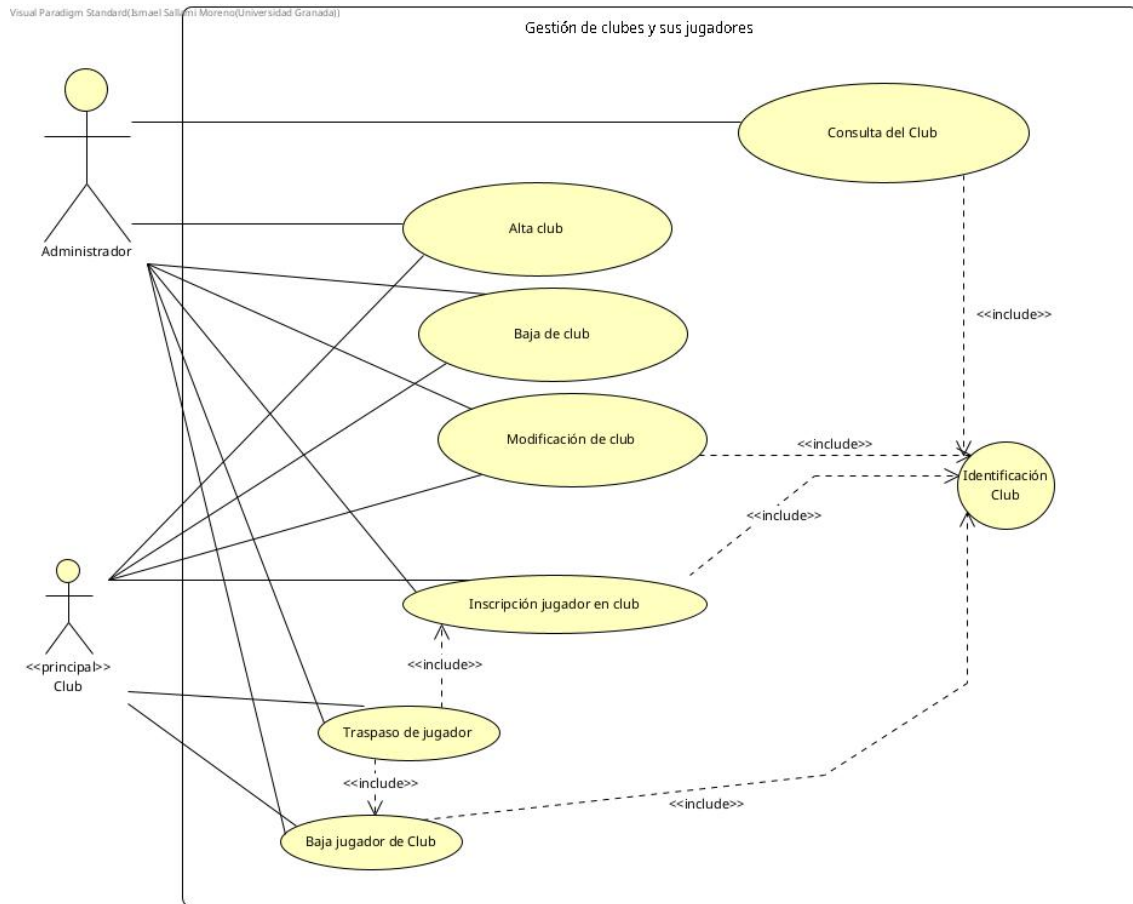 Visual Paradigm Standard(Ismael Sallami Moreno(Universidad Granada))
Gestión de clubes y sus jugadores
Consulta del Club
Administrador
Alta club
<<include>>
Baja de club
Modificación de club
<<include>>
Identificación
Club
<<include>>
Inscripción jugador en club
<<principal>>
Club
<<include>>
Traspaso de jugador
<<include>>
<<include>>
Baja jugador de Club